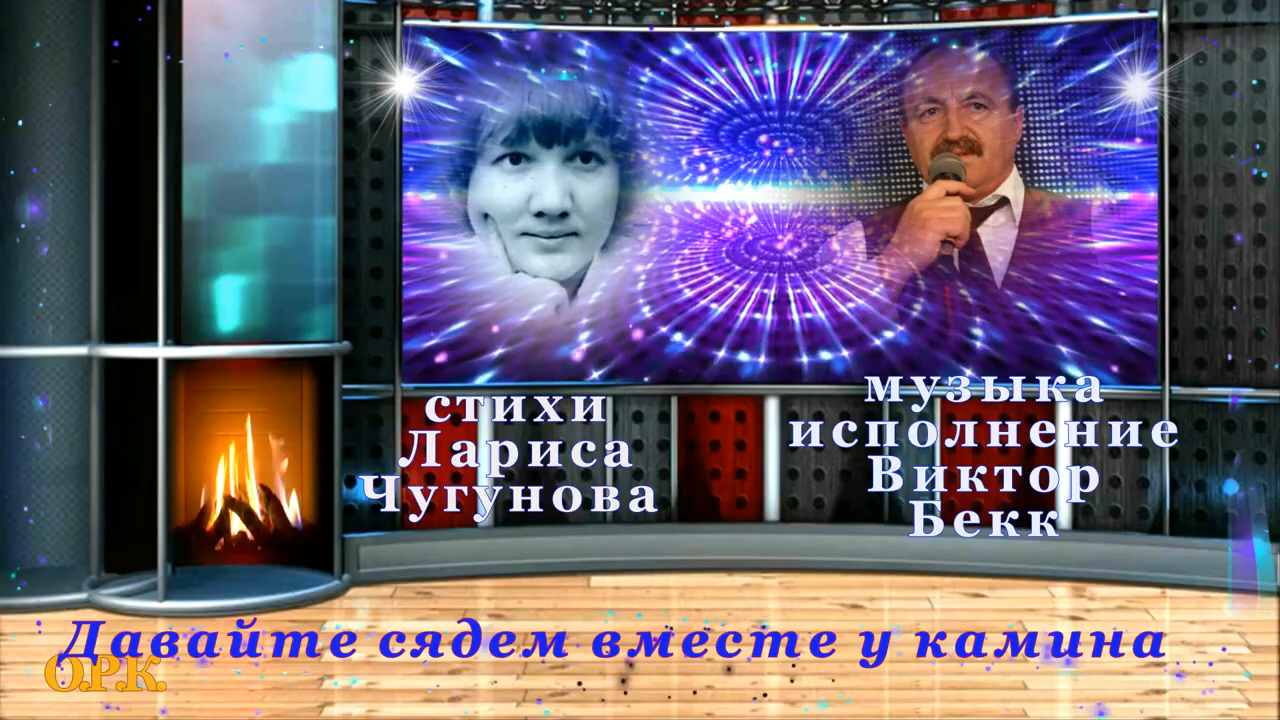 стихи
Лариса
Чугунова
музыка
исполнение
Виктор
Бекк
Давайте сядем вместе у камина
О.Р.К.